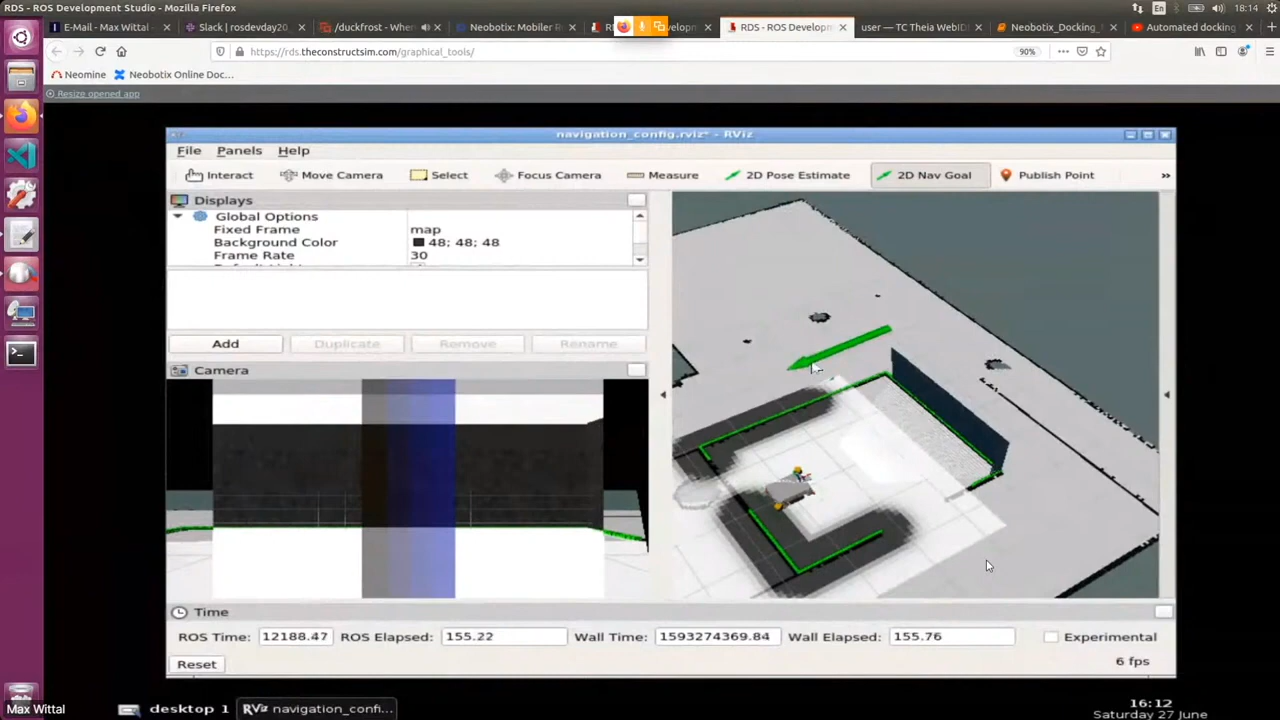 RDS - ROS Development Studio - Mozilla Firefox
En
18:14
E-Mail - Max Wittal -
Slack | rosdevday20
/duckfrost - When
Neobotix: Mobiler R
RDS - ROS Developm
user — TC Theia WebID
Neobotix_Docking_
Automated docking
https://rds.theconstructsim.com/graphical_tools/
90%
Neomine
Neobotix Online Doc...
Resize opened app
navigation_config.rviz* - RViz
File Panels Help
Interact Move Camera Select Focus Camera Measure 2D Pose Estimate 2D Nav Goal Publish Point »
Displays
Global Options
Fixed Frame map
Background Color 48; 48; 48
Frame Rate 30
Add Duplicate Remove Rename
Camera
Time
ROS Time: 12188.47 ROS Elapsed: 155.22 Wall Time: 1593274369.84 Wall Elapsed: 155.76 Experimental
Reset
6 fps
Max Wittal
desktop 1
RViz navigation_confi...
16:12
Saturday 27 June